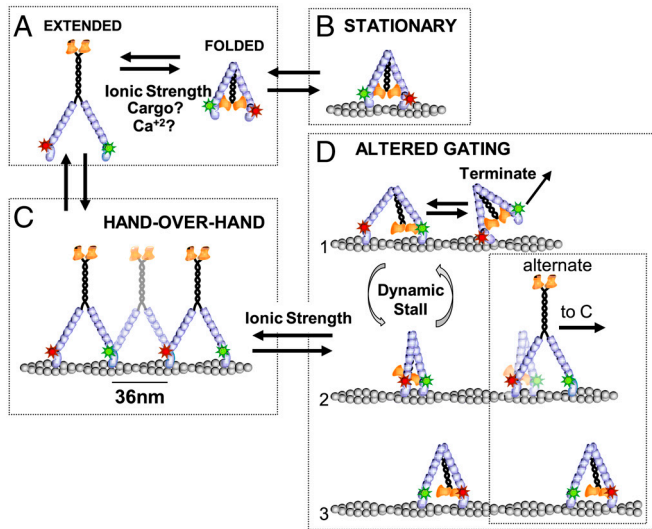 A
EXTENDED
FOLDED
Ionic Strength
Cargo?
Ca+2?
B STATIONARY
C
HAND-OVER-HAND
36nm
Ionic Strength
D ALTERED GATING
Terminate
1
Dynamic
Stall
alternate
to C
2
3